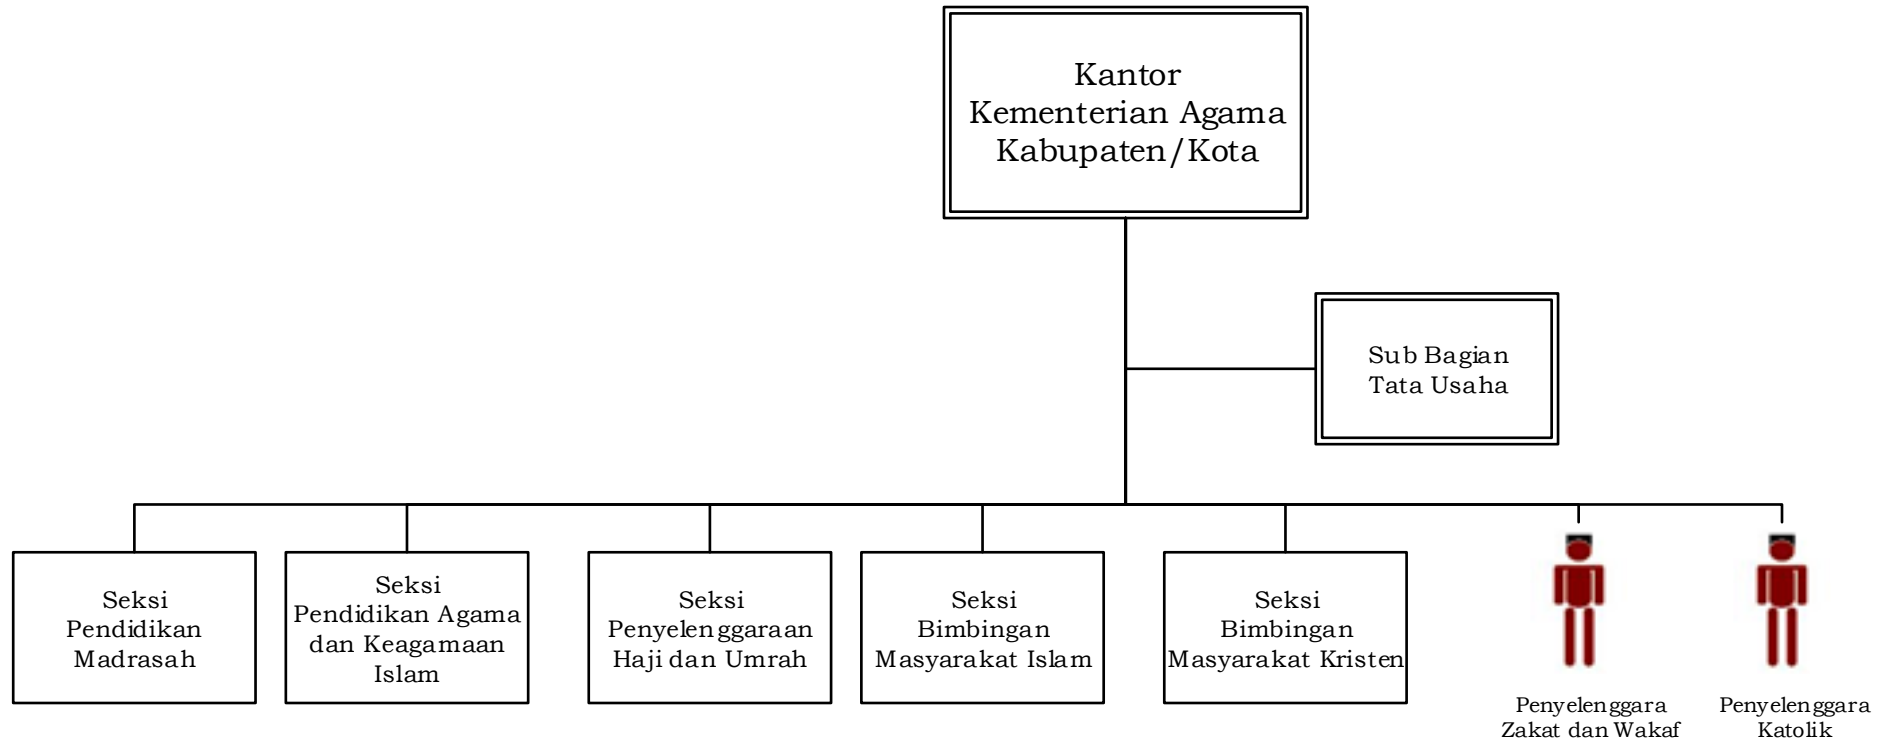 Kantor
Kementerian Agama
Kabupaten/Kota
Sub Bagian
Tata Usaha
Seksi
Pendidikan
Madrasah
Seksi
Pendidikan Agama
dan Keagamaan
Islam
Seksi
Penyelenggaraan
Haji dan Umrah
Seksi
Bimbingan
Masyarakat Islam
Seksi
Bimbingan
Masyarakat Kristen
Penyelenggara
Zakat dan Wakaf
Penyelenggara
Katolik